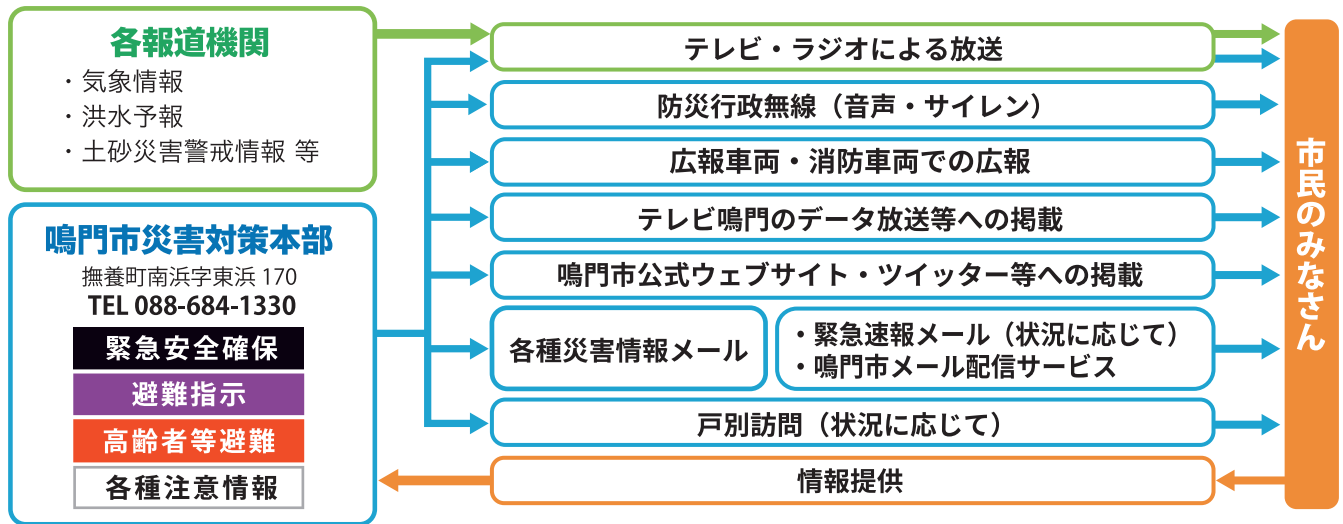 各報道機関
・気象情報
・洪水予報
・土砂災害警戒情報 等
鳴門市災害対策本部
撫養町南浜字東浜 170
TEL 088-684-1330
緊急安全確保
避難指示
高齢者等避難
各種注意情報
テレビ・ラジオによる放送
防災行政無線（音声・サイレン）
広報車両・消防車両での広報
テレビ鳴門のデータ放送等への掲載
鳴門市公式ウェブサイト・ツイッター等への掲載
各種災害情報メール
・緊急速報メール（状況に応じて）
・鳴門市メール配信サービス
戸別訪問（状況に応じて）
情報提供
市民のみなさん